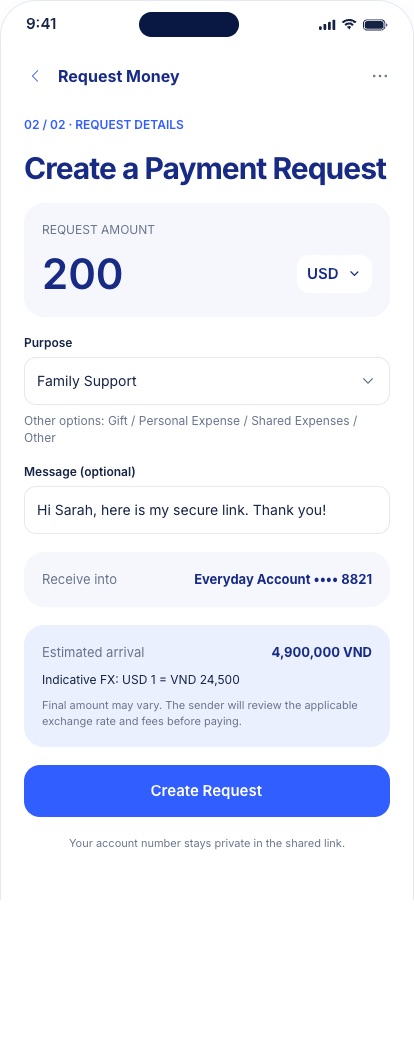 9:41
Request Money
02 / 02 · REQUEST DETAILS
Create a Payment Request
REQUEST AMOUNT
200
USD
Purpose
Family Support
Other options: Gift / Personal Expense / Shared Expenses /
Other
Message (optional)
Hi Sarah, here is my secure link. Thank you!
Receive into
Everyday Account •••• 8821
Estimated arrival
4,900,000 VND
Indicative FX: USD 1 = VND 24,500
Final amount may vary. The sender will review the applicable
exchange rate and fees before paying.
Create Request
Your account number stays private in the shared link.